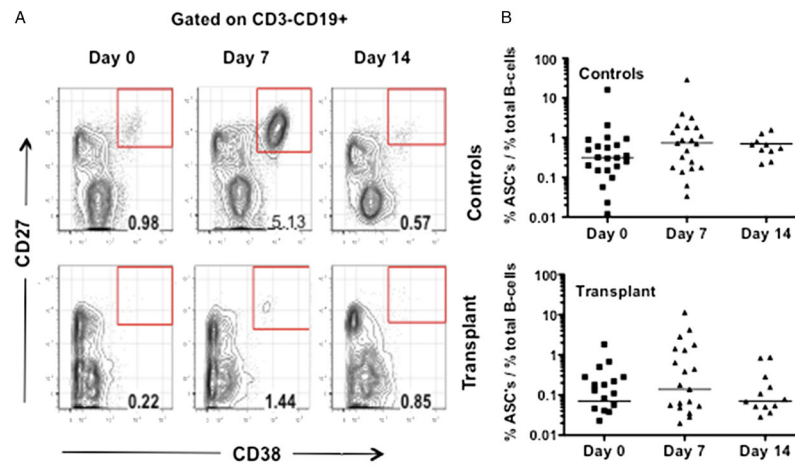 A
Gated on CD3-CD19+
Day 0
Day 7
Day 14
CD27
0.98
5.13
0.57
Controls
0.22
1.44
0.85
Transplant
CD38
B
% ASC's / % total B-cells
100
10
1
0.1
0.01
Controls
Day 0
Day 7
Day 14
% ASC's / % total B-cells
100
10
1
0.1
0.01
Transplant
Day 0
Day 7
Day 14